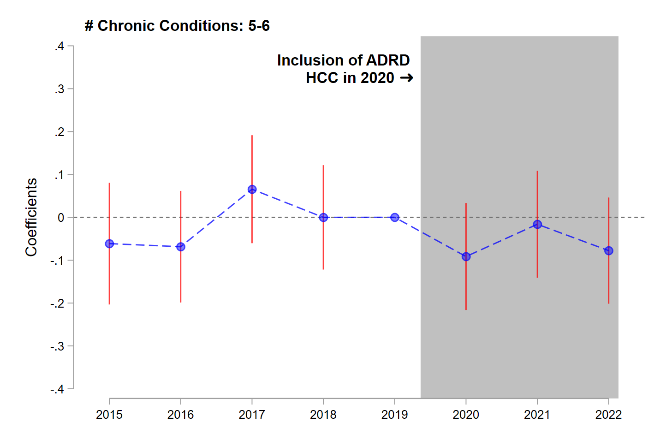 # Chronic Conditions: 5-6
Inclusion of ADRD
HCC in 2020 ➔
Coefficients
.4
.3
.2
.1
0
-.1
-.2
-.3
-.4
2015 2016 2017 2018 2019 2020 2021 2022